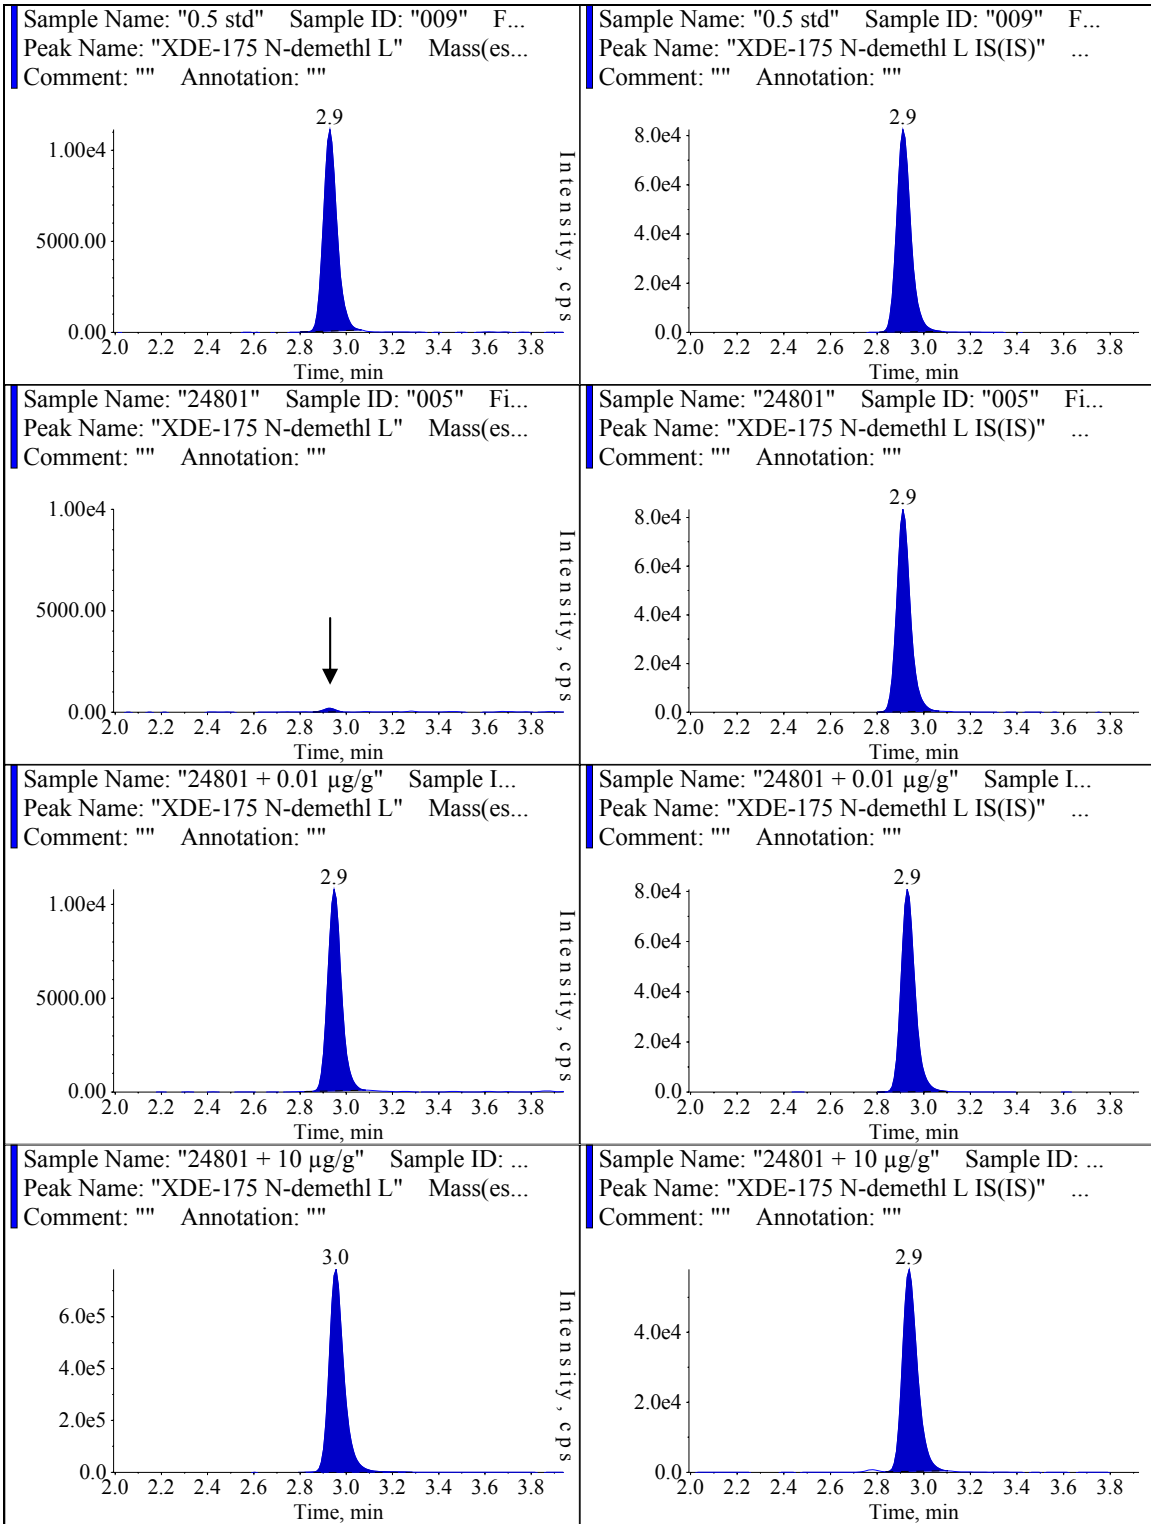 Sample Name: "0.5 std" Sample ID: "009" F...
Peak Name: "XDE-175 N-demethl L" Mass(es...
Comment: "" Annotation: ""
2.9
1.00e4
5000.00
0.00
2.0 2.2 2.4 2.6 2.8 3.0 3.2 3.4 3.6 3.8
Time, min
Sample Name: "0.5 std" Sample ID: "009" F...
Peak Name: "XDE-175 N-demethl L IS(IS)" ...
Comment: "" Annotation: ""
Intensity, cps
2.9
8.0e4
6.0e4
4.0e4
2.0e4
0.0
2.0 2.2 2.4 2.6 2.8 3.0 3.2 3.4 3.6 3.8
Time, min
Sample Name: "24801" Sample ID: "005" Fi...
Peak Name: "XDE-175 N-demethl L" Mass(es...
Comment: "" Annotation: ""
1.00e4
5000.00
0.00
2.0 2.2 2.4 2.6 2.8 3.0 3.2 3.4 3.6 3.8
Time, min
Sample Name: "24801" Sample ID: "005" Fi...
Peak Name: "XDE-175 N-demethl L IS(IS)" ...
Comment: "" Annotation: ""
Intensity, cps
2.9
8.0e4
6.0e4
4.0e4
2.0e4
0.0
2.0 2.2 2.4 2.6 2.8 3.0 3.2 3.4 3.6 3.8
Time, min
Sample Name: "24801 + 0.01 µg/g" Sample I...
Peak Name: "XDE-175 N-demethl L" Mass(es...
Comment: "" Annotation: ""
2.9
1.00e4
5000.00
0.00
2.0 2.2 2.4 2.6 2.8 3.0 3.2 3.4 3.6 3.8
Time, min
Sample Name: "24801 + 0.01 µg/g" Sample I...
Peak Name: "XDE-175 N-demethl L IS(IS)" ...
Comment: "" Annotation: ""
Intensity, cps
2.9
8.0e4
6.0e4
4.0e4
2.0e4
0.0
2.0 2.2 2.4 2.6 2.8 3.0 3.2 3.4 3.6 3.8
Time, min
Sample Name: "24801 + 10 µg/g" Sample ID: ...
Peak Name: "XDE-175 N-demethl L" Mass(es...
Comment: "" Annotation: ""
3.0
6.0e5
4.0e5
2.0e5
0.0
2.0 2.2 2.4 2.6 2.8 3.0 3.2 3.4 3.6 3.8
Time, min
Sample Name: "24801 + 10 µg/g" Sample ID: ...
Peak Name: "XDE-175 N-demethl L IS(IS)" ...
Comment: "" Annotation: ""
Intensity, cps
2.9
4.0e4
2.0e4
0.0
2.0 2.2 2.4 2.6 2.8 3.0 3.2 3.4 3.6 3.8
Time, min